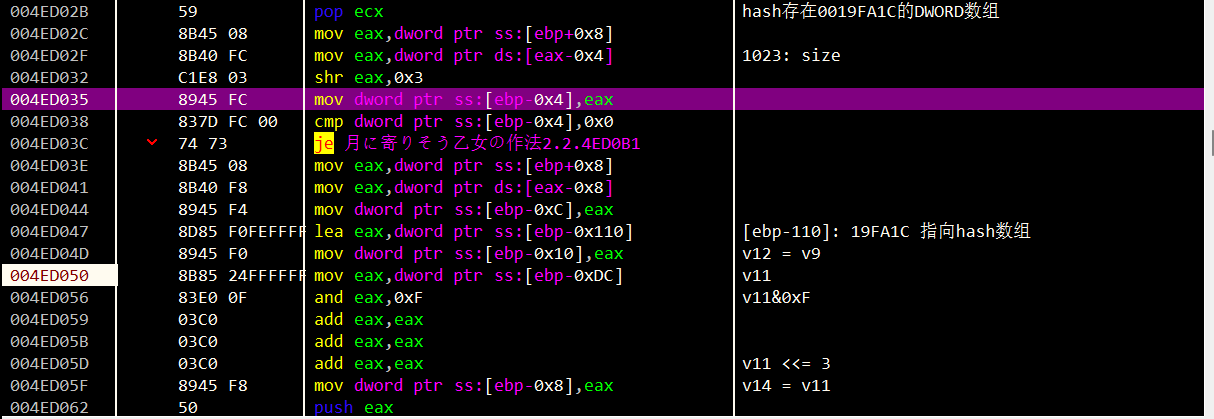 004ED02B 59 pop ecx hash存在0019FA1C的DWORD数组
004ED02C 8B45 08 mov eax,dword ptr ss:[ebp+0x8]
004ED02F 8B40 FC mov eax,dword ptr ds:[eax-0x4] 1023: size
004ED032 C1E8 03 shr eax,0x3
004ED035 8945 FC mov dword ptr ss:[ebp-0x4],eax
004ED038 837D FC 00 cmp dword ptr ss:[ebp-0x4],0x0
004ED03C 74 73 je 月に寄りそう乙女の作法2.2.4ED0B1
004ED03E 8B45 08 mov eax,dword ptr ss:[ebp+0x8]
004ED041 8B40 F8 mov eax,dword ptr ds:[eax-0x8]
004ED044 8945 F4 mov dword ptr ss:[ebp-0xC],eax
004ED047 8D85 F0FEFFFF lea eax,dword ptr ss:[ebp-0x110] [ebp-110]: 19FA1C 指向hash数组
004ED04D 8945 F0 mov dword ptr ss:[ebp-0x10],eax v12 = v9
004ED050 8B85 24FFFFFF mov eax,dword ptr ss:[ebp-0xDC] v11
004ED056 83E0 0F and eax,0xF v11&0xF
004ED059 03C0 add eax,eax
004ED05B 03C0 add eax,eax
004ED05D 03C0 add eax,eax v11 <<= 3
004ED05F 8945 F8 mov dword ptr ss:[ebp-0x8],eax v14 = v11
004ED062 50 push eax